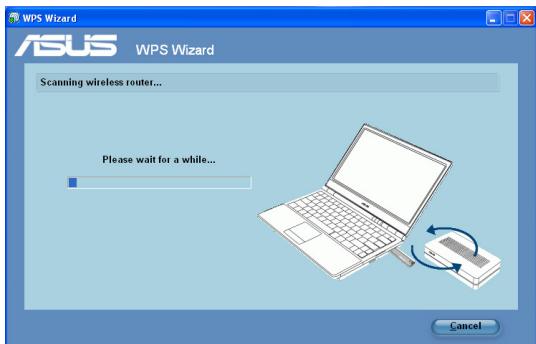 WPS Wizard
ASUS WPS Wizard
Scanning wireless router...
Please wait for a while...
Cancel